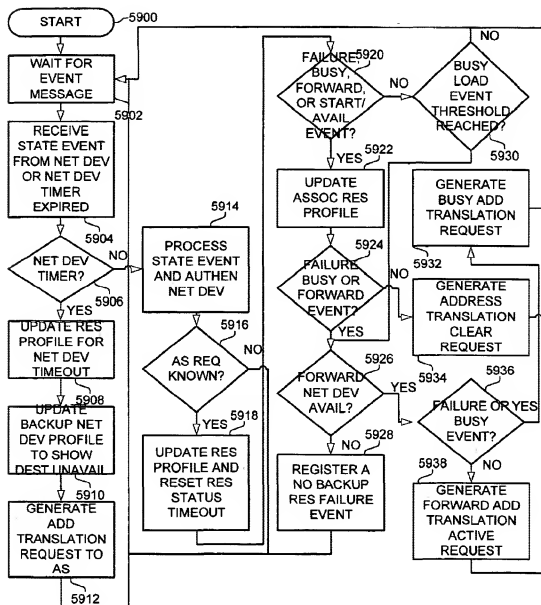 START
5900
WAIT FOR
EVENT
MESSAGE
5902
RECEIVE
STATE EVENT
FROM NET DEV
OR NET DEV
TIMER
EXPIRED
5904
NET DEV
TIMER?
NO
5906
YES
UPDATE RES
PROFILE FOR
NET DEV
TIMEOUT
5908
UPDATE
BACKUP NET
DEV PROFILE
TO SHOW
DEST UNAVAIL
5910
GENERATE
ADD
TRANSLATION
REQUEST TO
AS
5912
5914
PROCESS
STATE EVENT
AND AUTHEN
NET DEV
5916
AS REQ
KNOWN?
NO
YES
5918
UPDATE RES
PROFILE AND
RESET RES
STATUS
TIMEOUT
5920
FAILURE,
BUSY,
FORWARD,
OR START/
AVAIL
EVENT?
NO
YES
5922
UPDATE
ASSOC RES
PROFILE
5924
FAILURE
BUSY OR
FORWARD
EVENT?
NO
YES
5926
FORWARD
NET DEV
AVAIL?
YES
NO
5928
REGISTER A
NO BACKUP
RES FAILURE
EVENT
NO
BUSY
LOAD
EVENT
THRESHOLD
REACHED?
5930
YES
GENERATE
BUSY ADD
TRANSLATION
REQUEST
5932
GENERATE
ADDRESS
TRANSLATION
CLEAR
REQUEST
5934
5936
FAILURE OR
BUSY
EVENT?
YES
NO
5938
GENERATE
FORWARD ADD
TRANSLATION
ACTIVE
REQUEST